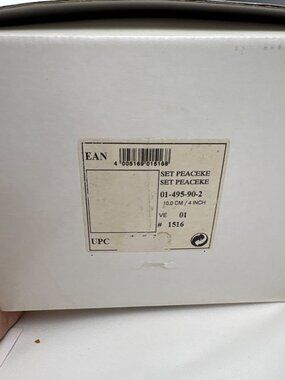 EAN
4 005169 015168
SET PEACEKE
SET PEACEKE
01-495-90-2
10,0 CM / 4 INCH
VE 01
# 1516
UPC